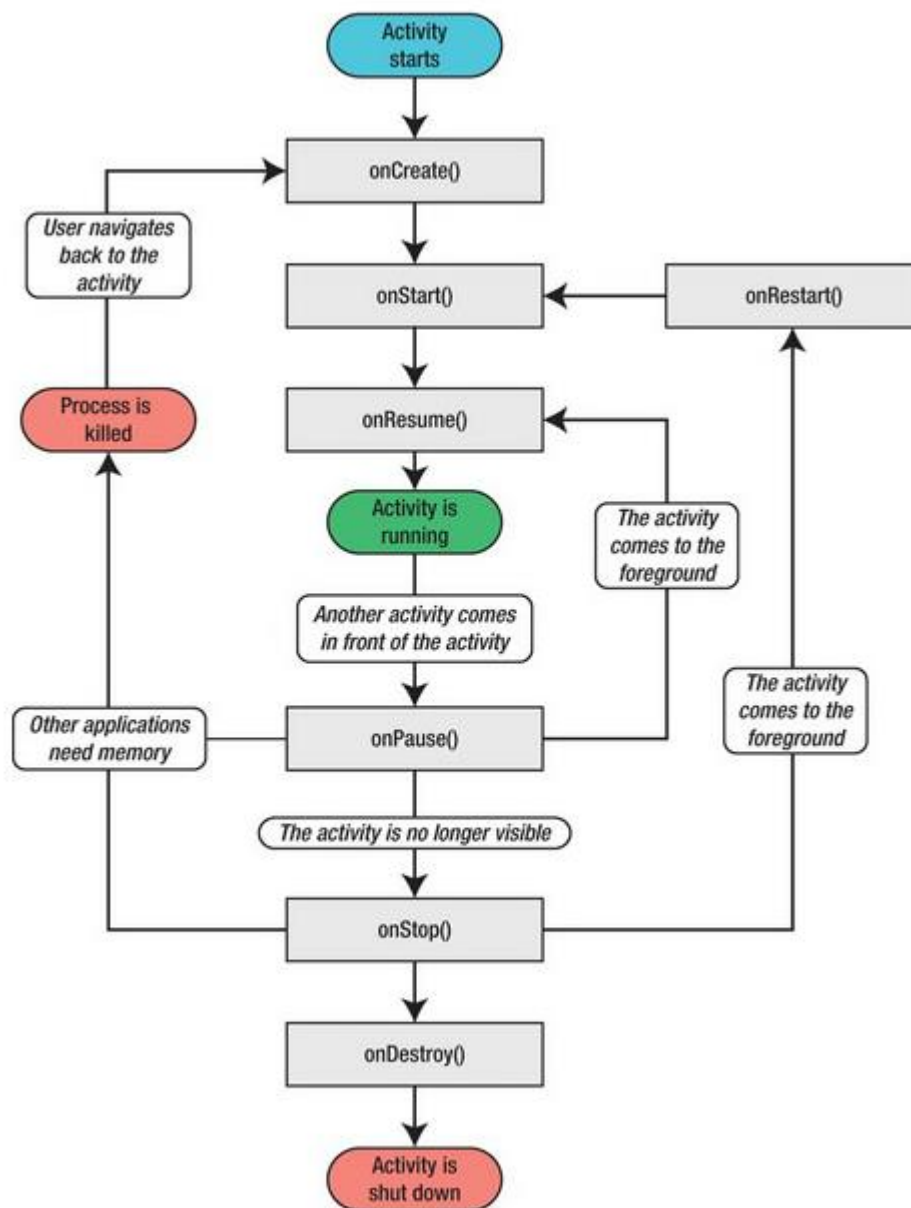 Activity
starts
onCreate()
User navigates
back to the
activity
onStart()
onRestart()
Process is
killed
onResume()
Activity is
running
The activity
comes to the
foreground
Another activity comes
in front of the activity
The activity
comes to the
foreground
Other applications
need memory
onPause()
The activity is no longer visible
onStop()
onDestroy()
Activity is
shut down